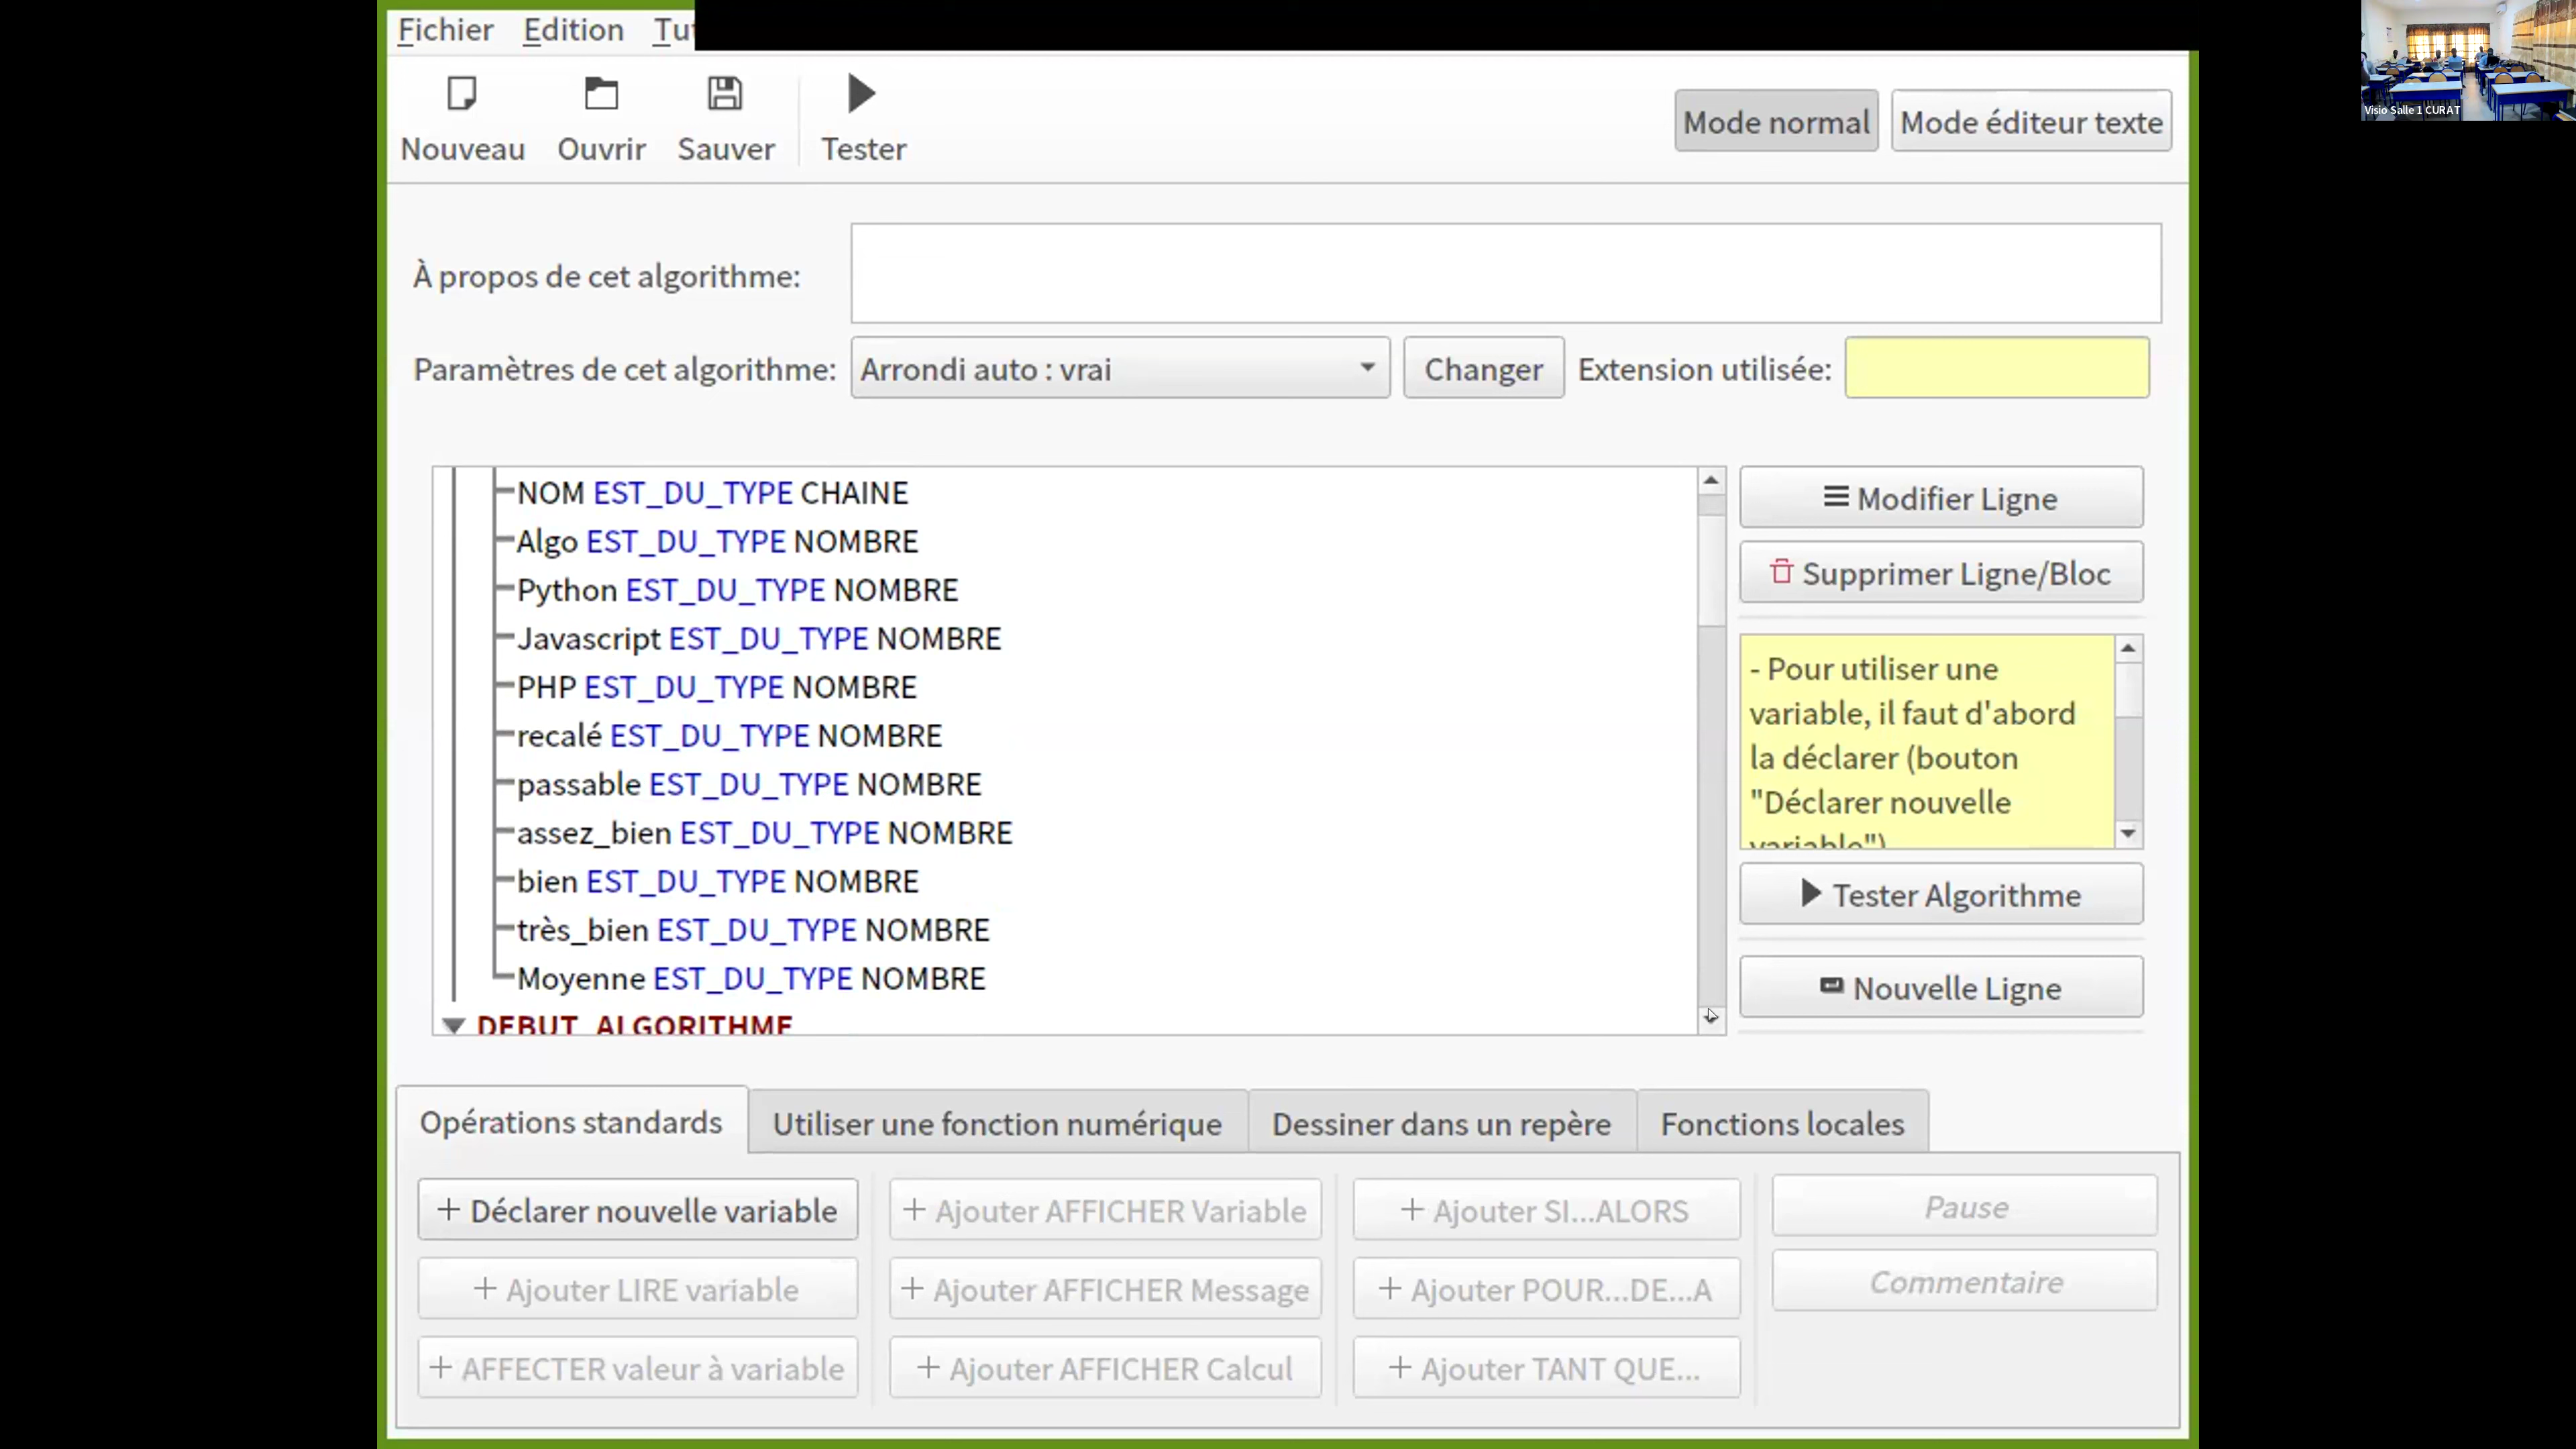 Fichier Edition
Nouveau Ouvrir Sauver Tester
Mode normal Mode éditeur texte
Visio Salle 1 CURAT
À propos de cet algorithme:
Paramètres de cet algorithme: Arrondi auto : vrai Changer Extension utilisée:
NOM EST_DU_TYPE CHAINE
Algo EST_DU_TYPE NOMBRE
Python EST_DU_TYPE NOMBRE
Javascript EST_DU_TYPE NOMBRE
PHP EST_DU_TYPE NOMBRE
recalé EST_DU_TYPE NOMBRE
passable EST_DU_TYPE NOMBRE
assez_bien EST_DU_TYPE NOMBRE
bien EST_DU_TYPE NOMBRE
très_bien EST_DU_TYPE NOMBRE
Moyenne EST_DU_TYPE NOMBRE
DEBUT_ALGORITHME
Modifier Ligne
Supprimer Ligne/Bloc
- Pour utiliser une
variable, il faut d'abord
la déclarer (bouton
"Déclarer nouvelle
variable")
Tester Algorithme
Nouvelle Ligne
Opérations standards Utiliser une fonction numérique Dessiner dans un repère Fonctions locales
+ Déclarer nouvelle variable + Ajouter AFFICHER Variable + Ajouter SI...ALORS Pause
+ Ajouter LIRE variable + Ajouter AFFICHER Message + Ajouter POUR...DE...A Commentaire
+ AFFECTER valeur à variable + Ajouter AFFICHER Calcul + Ajouter TANT QUE...